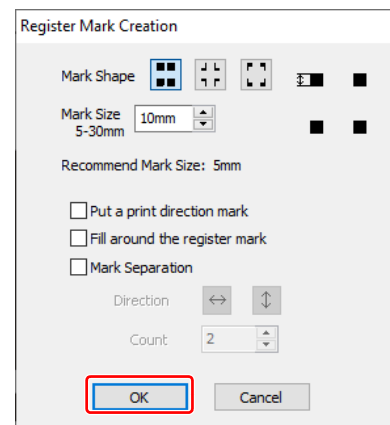 Register Mark Creation
Mark Shape
Mark Size
5-30mm
10mm
Recommend Mark Size: 5mm
Put a print direction mark
Fill around the register mark
Mark Separation
Direction
Count
2
OK
Cancel